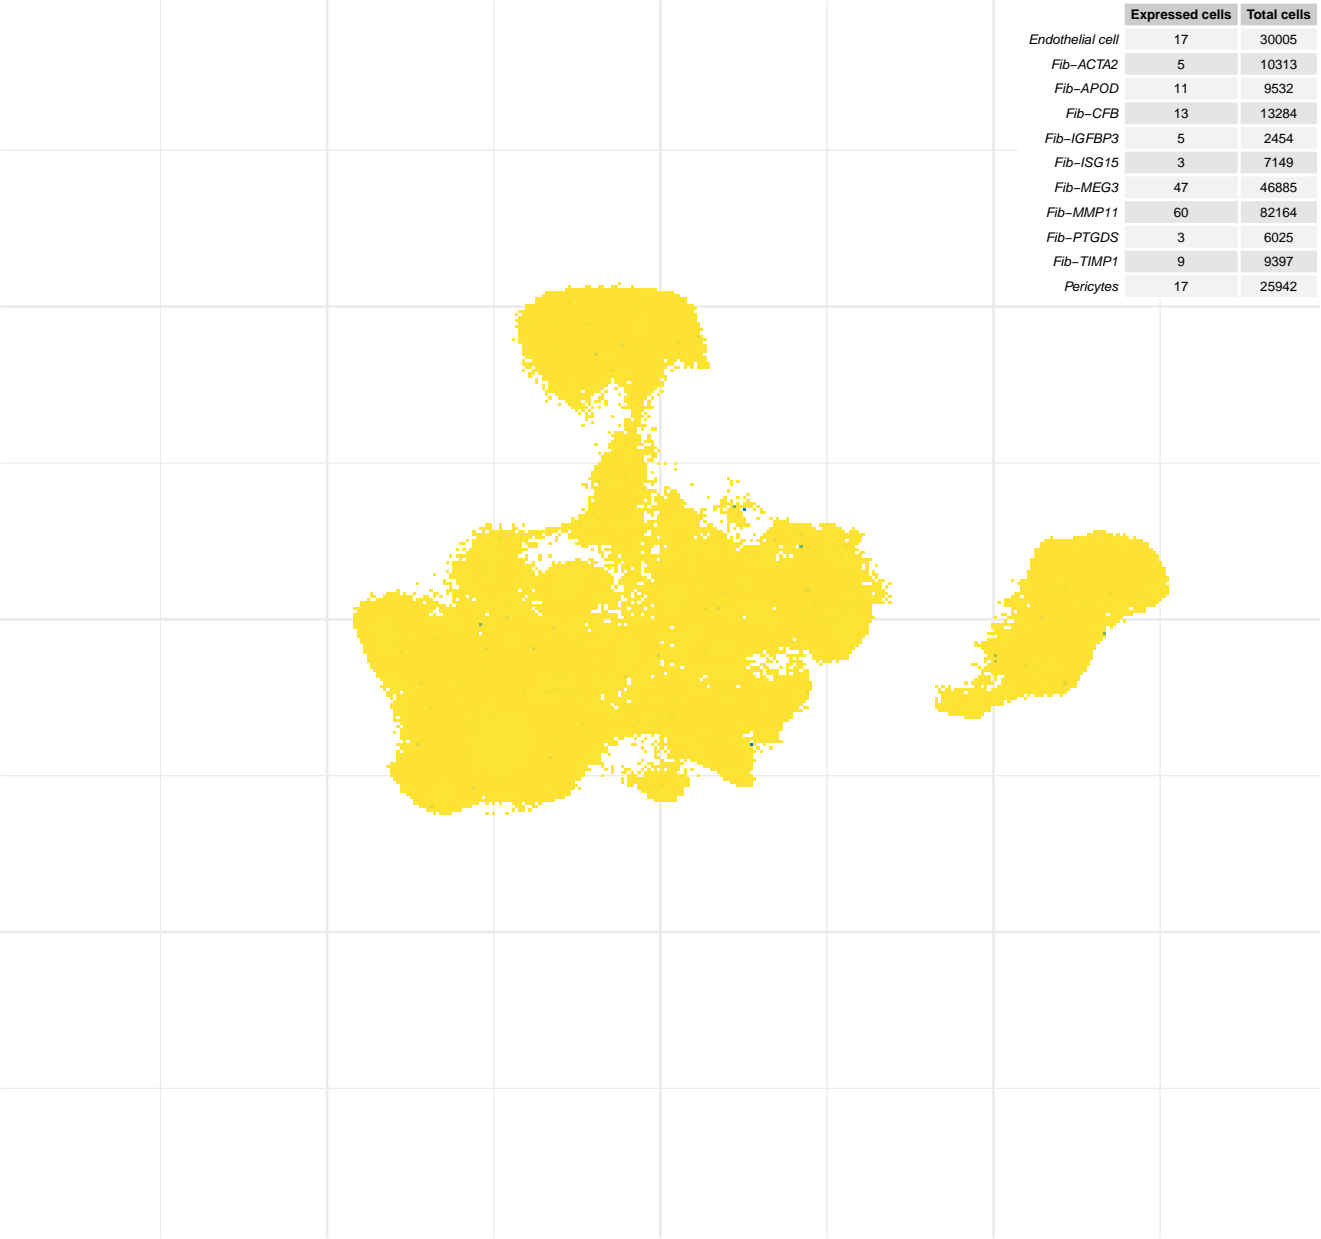 Expressed cells Total cells
Endothelial cell 17 30005
Fib−ACTA2 5 10313
Fib−APOD 11 9532
Fib−CFB 13 13284
Fib−IGFBP3 5 2454
Fib−ISG15 3 7149
Fib−MEG3 47 46885
Fib−MMP11 60 82164
Fib−PTGDS 3 6025
Fib−TIMP1 9 9397
Pericytes 17 25942